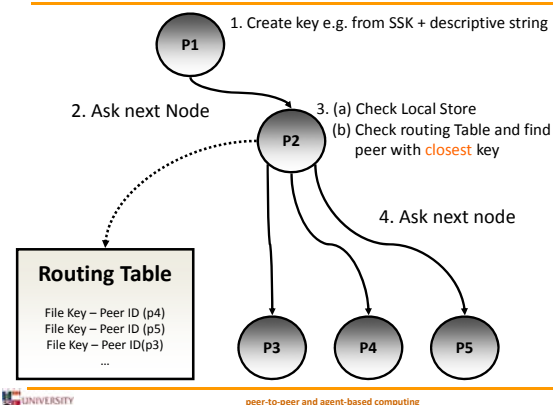 1. Create key e.g. from SSK + descriptive string
P1
2. Ask next Node
3. (a) Check Local Store
(b) Check routing Table and find
peer with closest key
P2
4. Ask next node
Routing Table
File Key – Peer ID (p4)
File Key – Peer ID (p5)
File Key – Peer ID(p3)
...
P3
P4
P5
UNIVERSITY
peer-to-peer and agent-based computing